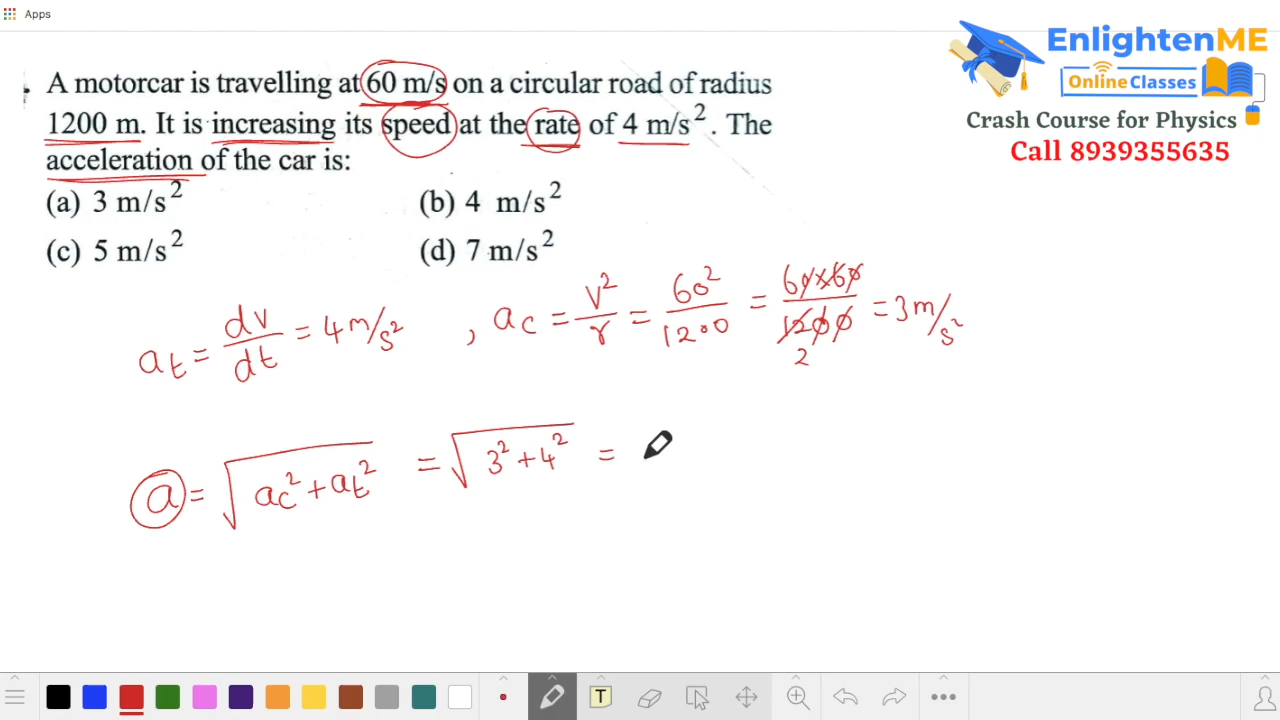 Apps
EnlightenME
Online Classes
Crash Course for Physics
Call 8939355635
A motorcar is travelling at 60 m/s on a circular road of radius
1200 m. It is increasing its speed at the rate of 4 m/s². The
acceleration of the car is:
(a) 3 m/s² (b) 4 m/s²
(c) 5 m/s² (d) 7 m/s²
at = dv/dt = 4 m/s² , ac = v²/r = 60²/1200 = 60×60/1200 = 3 m/s²
2
a = √(ac² + at²) = √(3² + 4²) =
T